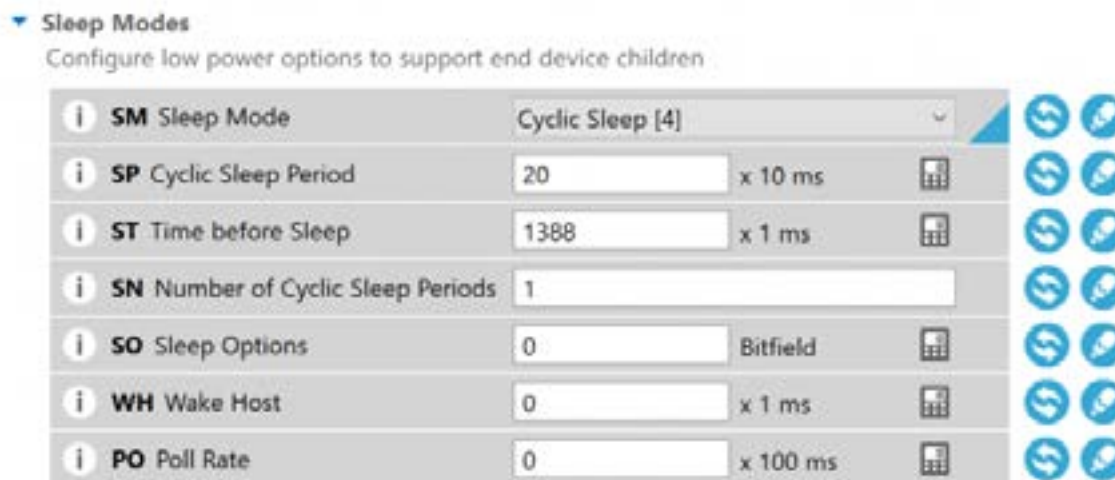 Sleep Modes
Configure low power options to support end device children
i SM Sleep Mode Cyclic Sleep [4]
i SP Cyclic Sleep Period 20 x 10 ms
i ST Time before Sleep 1388 x 1 ms
i SN Number of Cyclic Sleep Periods 1
i SO Sleep Options 0 Bitfield
i WH Wake Host 0 x 1 ms
i PO Poll Rate 0 x 100 ms